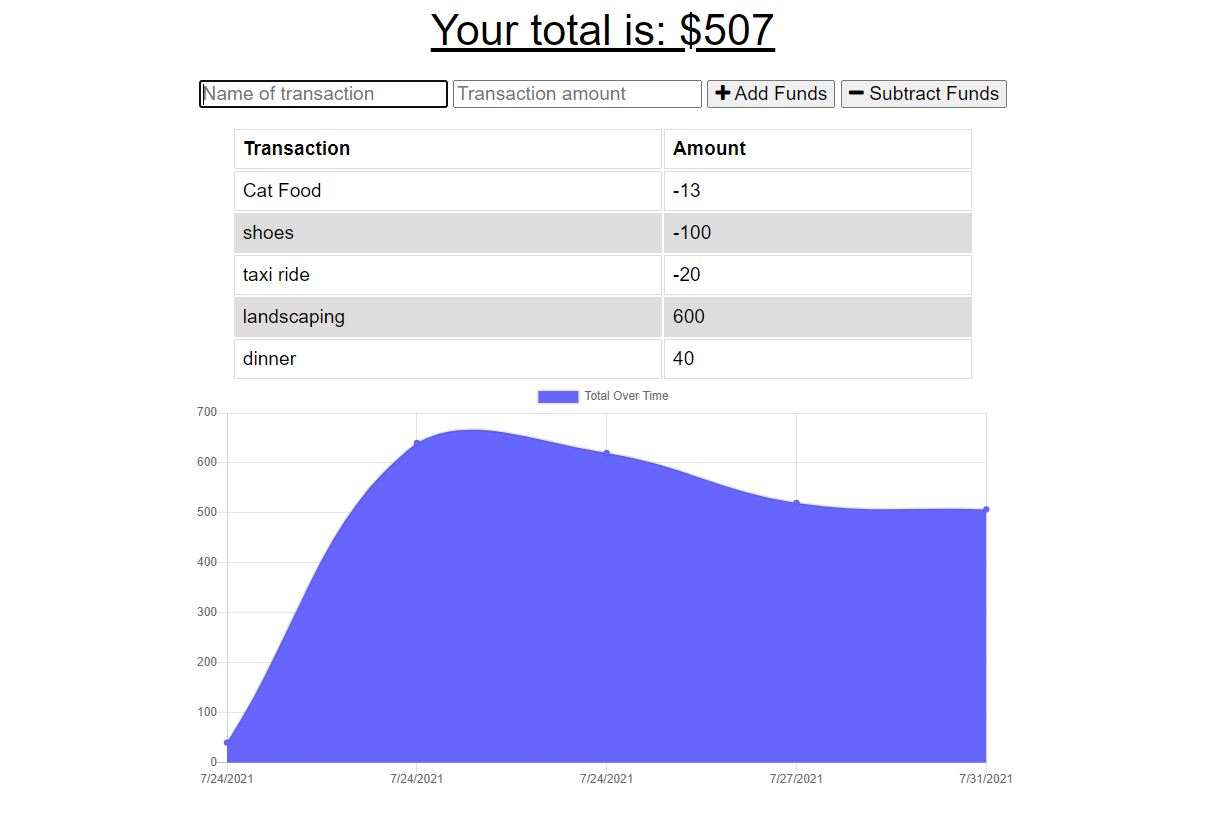 Your total is: $507
Name of transaction Transaction amount Add Funds Subtract Funds
Transaction Amount
Cat Food -13
shoes -100
taxi ride -20
landscaping 600
dinner 40
Total Over Time
700
600
500
400
300
200
100
0
7/24/2021 7/24/2021 7/24/2021 7/27/2021 7/31/2021